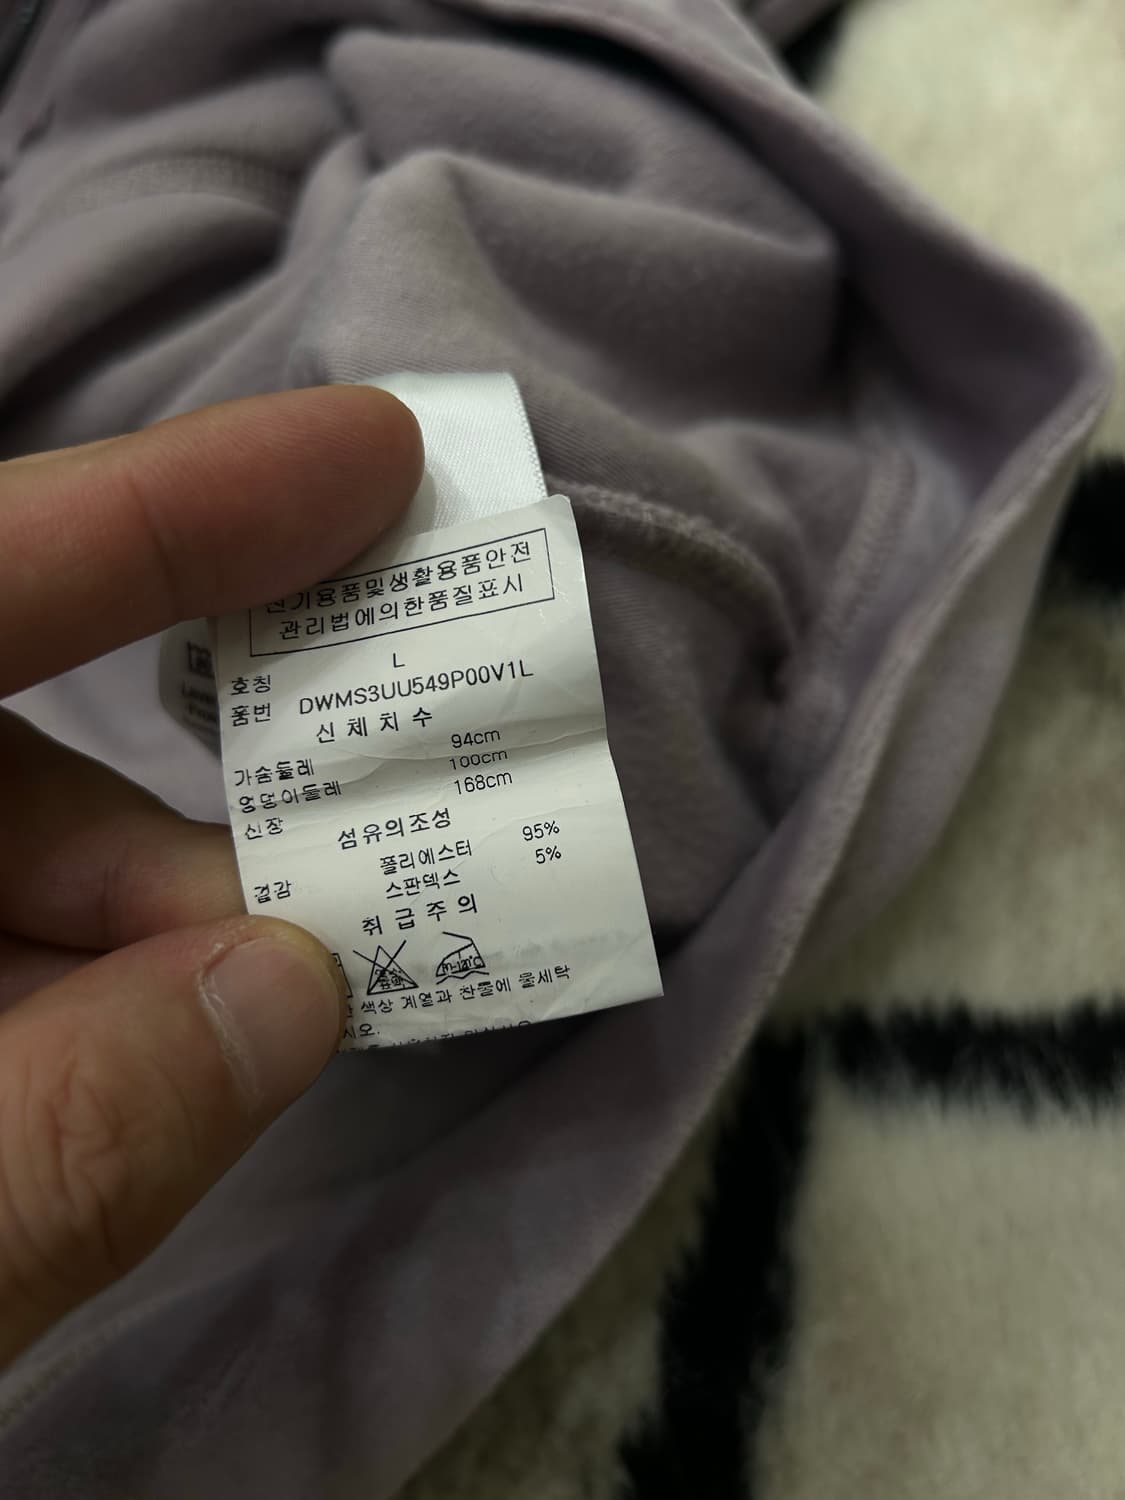 전기용품및생활용품안전
관리법에의한품질표시
호칭 L
품번 DWMS3UU549P00V1L
신체치수
가슴둘레 94cm
엉덩이둘레 100cm
신장 168cm
섬유의조성
겉감 폴리에스터 95%
스판덱스 5%
취급주의
색상 계열과 찬물에 울세탁
시오.